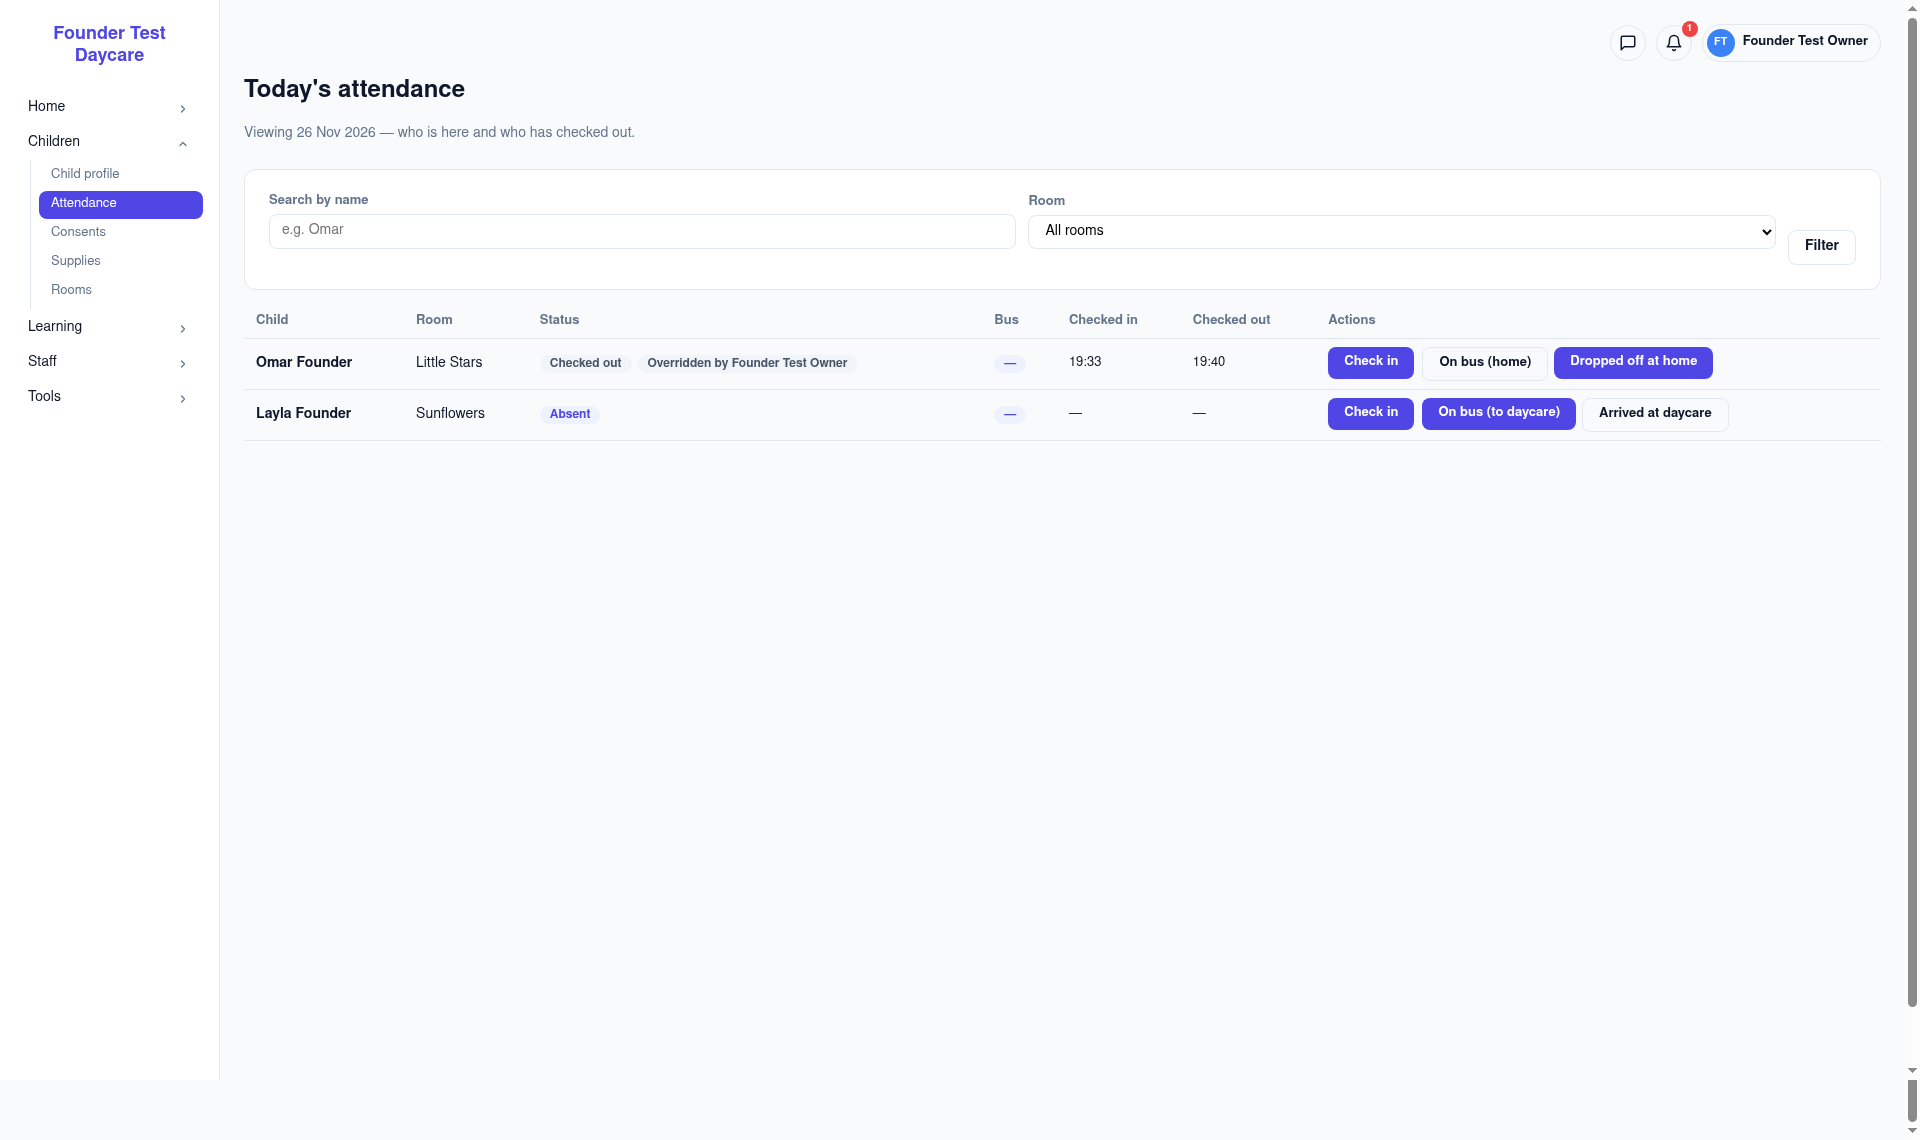 Founder Test
Daycare
Home
Children
Child profile
Attendance
Consents
Supplies
Rooms
Learning
Staff
Tools
1
FT
Founder Test Owner
Today's attendance
Viewing 26 Nov 2026 — who is here and who has checked out.
Search by name
e.g. Omar
Room
All rooms
Filter
Child Room Status Bus Checked in Checked out Actions
Omar Founder Little Stars Checked out Overridden by Founder Test Owner — 19:33 19:40 Check in On bus (home) Dropped off at home
Layla Founder Sunflowers Absent — — — Check in On bus (to daycare) Arrived at daycare